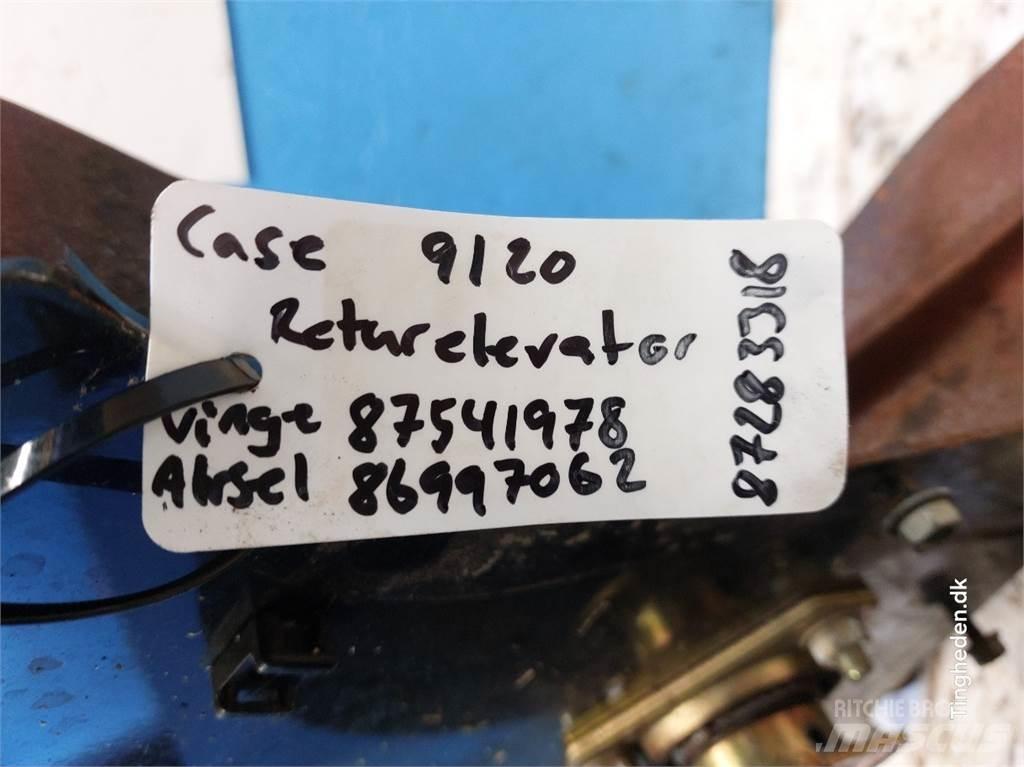 Case 9120
Returelevator
Vinge 87541978
Aksel 86997062
87283318
Tingheden.dk
RITCHIE BROS
MASCUS